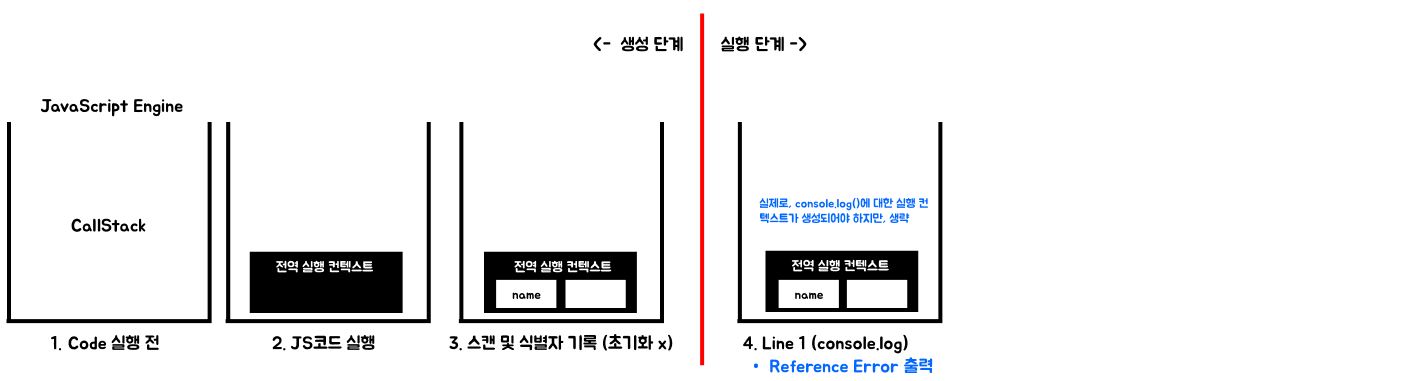 <- 생성 단계
실행 단계 ->
JavaScript Engine
CallStack
1. Code 실행 전
전역 실행 컨텍스트
2. JS코드 실행
전역 실행 컨텍스트
name
3. 스캔 및 식별자 기록 (초기화 x)
실제로, console.log()에 대한 실행 컨
텍스트가 생성되어야 하지만, 생략
전역 실행 컨텍스트
name
4. Line 1 (console.log)
• Reference Error 출력